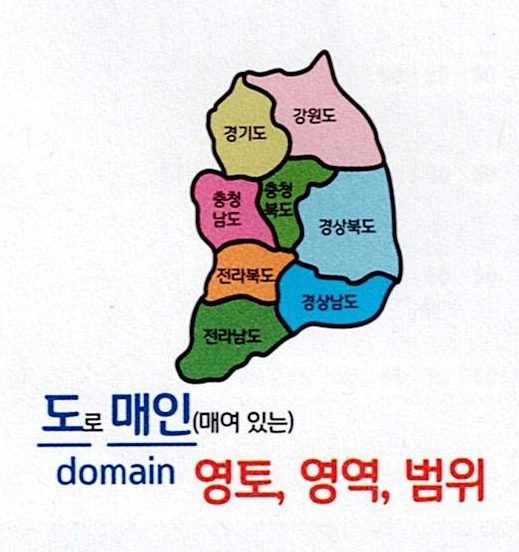 강원도
경기도
충청
북도
충청
남도
경상북도
전라북도
경상남도
전라남도
도로 매인(매여 있는)
domain 영토, 영역, 범위